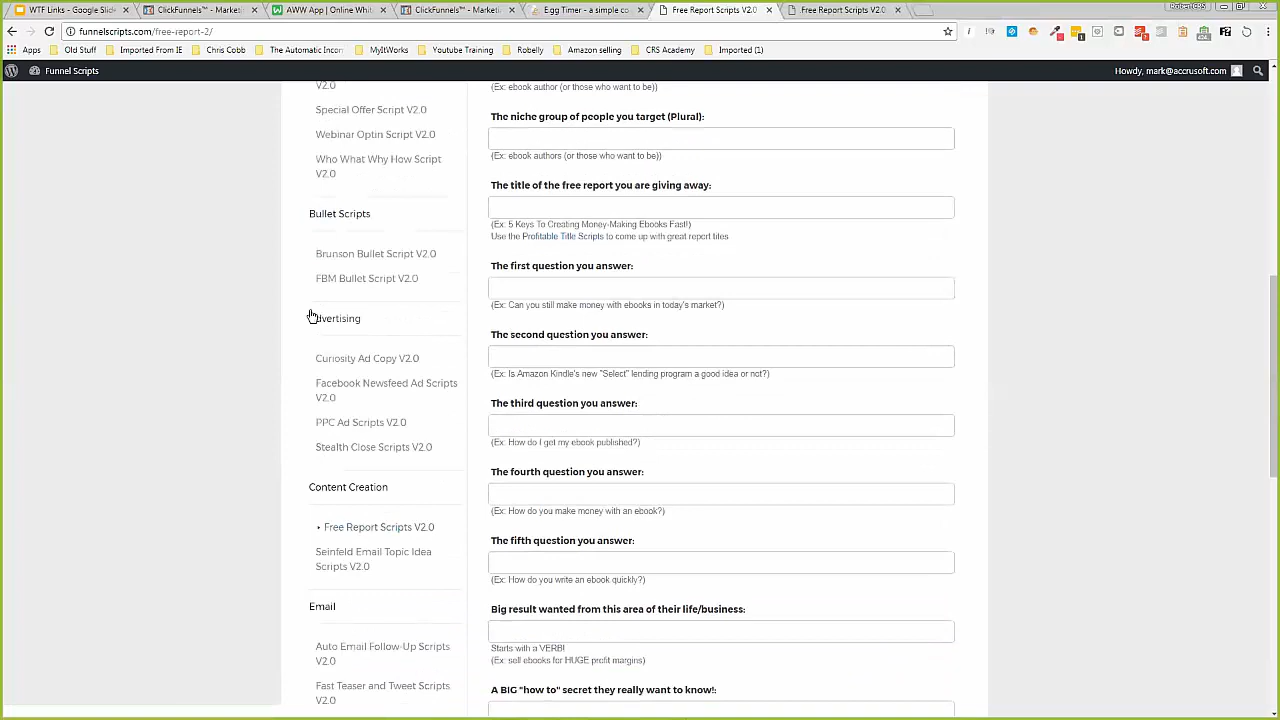 WTF Links - Google Slide
ClickFunnels™ - Marketi
AWW App | Online Whit
ClickFunnels™ - Marketi
Egg Timer - a simple co
Free Report Scripts V2.0
Free Report Scripts V2.0
funnelscripts.com/free-report-2/
Apps
Old Stuff
Imported From IE
Chris Cobb
The Automatic Incom
MyItWorks
Youtube Training
Robelly
Amazon selling
CRS Academy
Imported (1)
Funnel Scripts
Howdy, mark@accrusoft.com
V2.0
Special Offer Script V2.0
Webinar Optin Script V2.0
Who What Why How Script
V2.0
Bullet Scripts
Brunson Bullet Script V2.0
FBM Bullet Script V2.0
dvertising
Curiosity Ad Copy V2.0
Facebook Newsfeed Ad Scripts
V2.0
PPC Ad Scripts V2.0
Stealth Close Scripts V2.0
Content Creation
Free Report Scripts V2.0
Seinfeld Email Topic Idea
Scripts V2.0
Email
Auto Email Follow-Up Scripts
V2.0
Fast Teaser and Tweet Scripts
V2.0
(Ex: ebook author (or those who want to be))
The niche group of people you target (Plural):
(Ex: ebook authors (or those who want to be))
The title of the free report you are giving away:
(Ex: 5 Keys To Creating Money-Making Ebooks Fast!)
Use the Profitable Title Scripts to come up with great report titles
The first question you answer:
(Ex: Can you still make money with ebooks in today's market?)
The second question you answer:
(Ex: Is Amazon Kindle's new "Select" lending program a good idea or not?)
The third question you answer:
(Ex: How do I get my ebook published?)
The fourth question you answer:
(Ex: How do you make money with an ebook?)
The fifth question you answer:
(Ex: How do you write an ebook quickly?)
Big result wanted from this area of their life/business:
Starts with a VERB!
(Ex: sell ebooks for HUGE profit margins)
A BIG "how to" secret they really want to know!: